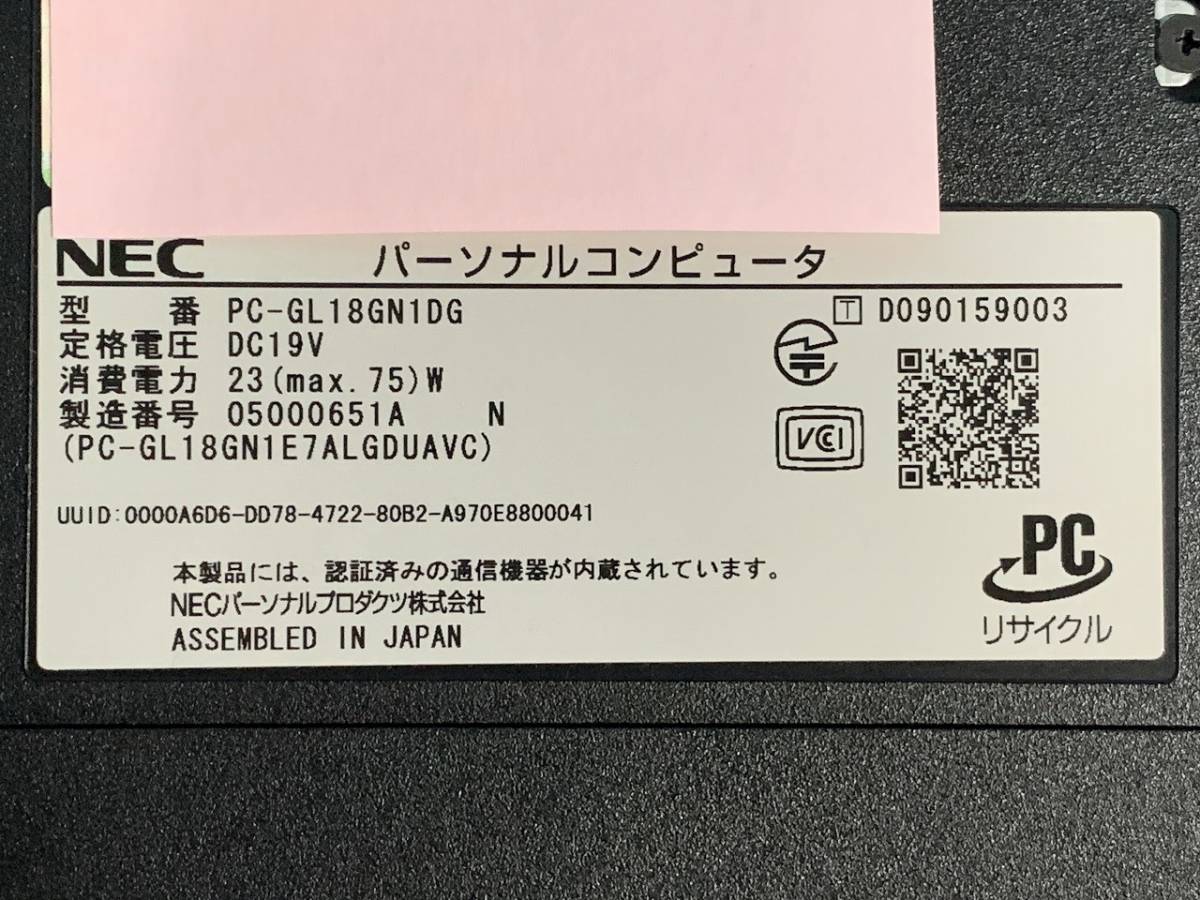 NEC パーソナルコンピュータ
型 番 PC-GL18GN1DG
T D090159003
定格電圧 DC19V
消費電力 23(max.75)W
製造番号 05000651A N
(PC-GL18GN1E7ALGDUAVC)
VCCI
UUID:0000A6D6-DD78-4722-80B2-A970E8800041
本製品には、認証済みの通信機器が内蔵されています。
NECパーソナルプロダクツ株式会社
ASSEMBLED IN JAPAN
PC
リサイクル